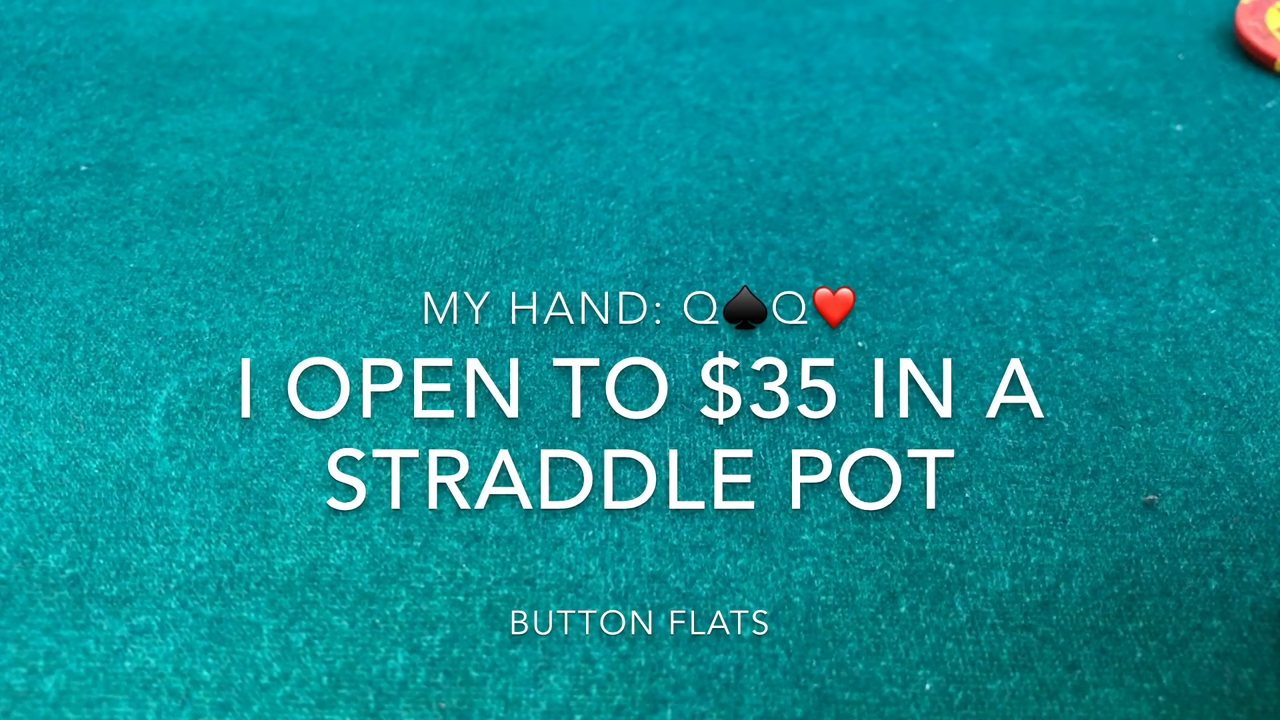 MY HAND: Q♠️Q❤️
I OPEN TO $35 IN A
STRADDLE POT
BUTTON FLATS